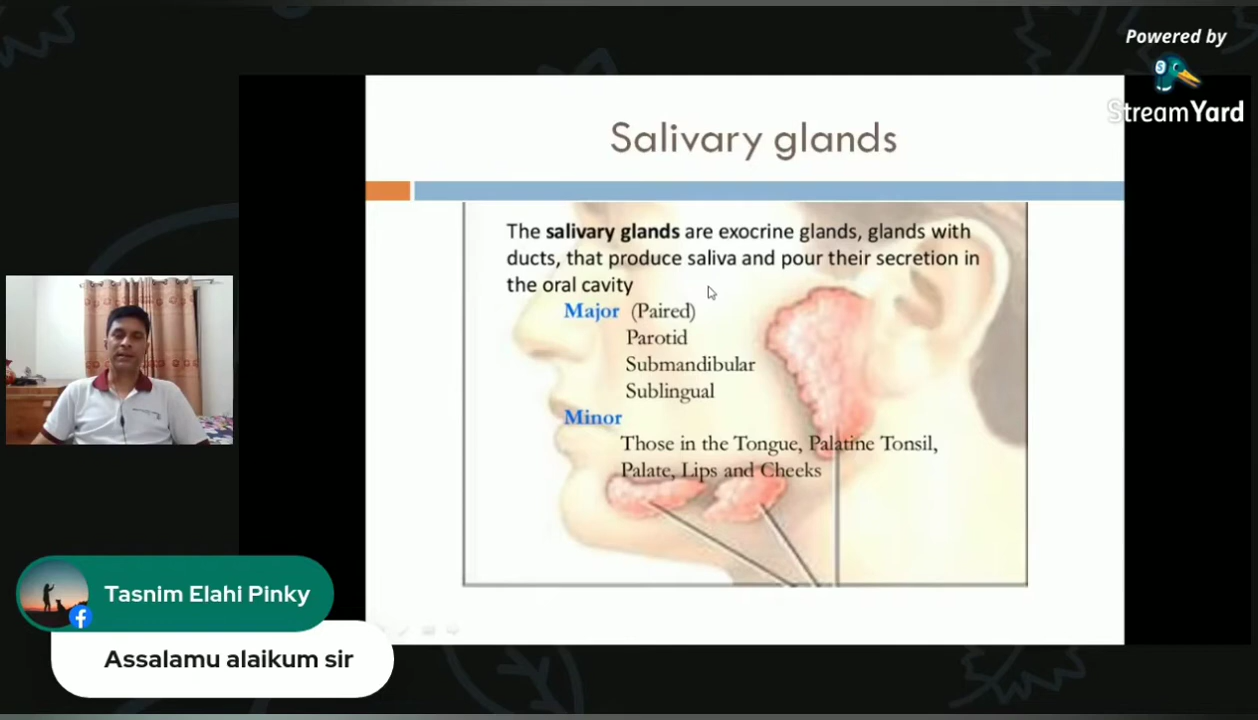 Powered by
StreamYard
Salivary glands
The salivary glands are exocrine glands, glands with
ducts, that produce saliva and pour their secretion in
the oral cavity
Major (Paired)
Parotid
Submandibular
Sublingual
Minor
Those in the Tongue, Palatine Tonsil,
Palate, Lips and Cheeks
Tasnim Elahi Pinky
Assalamu alaikum sir